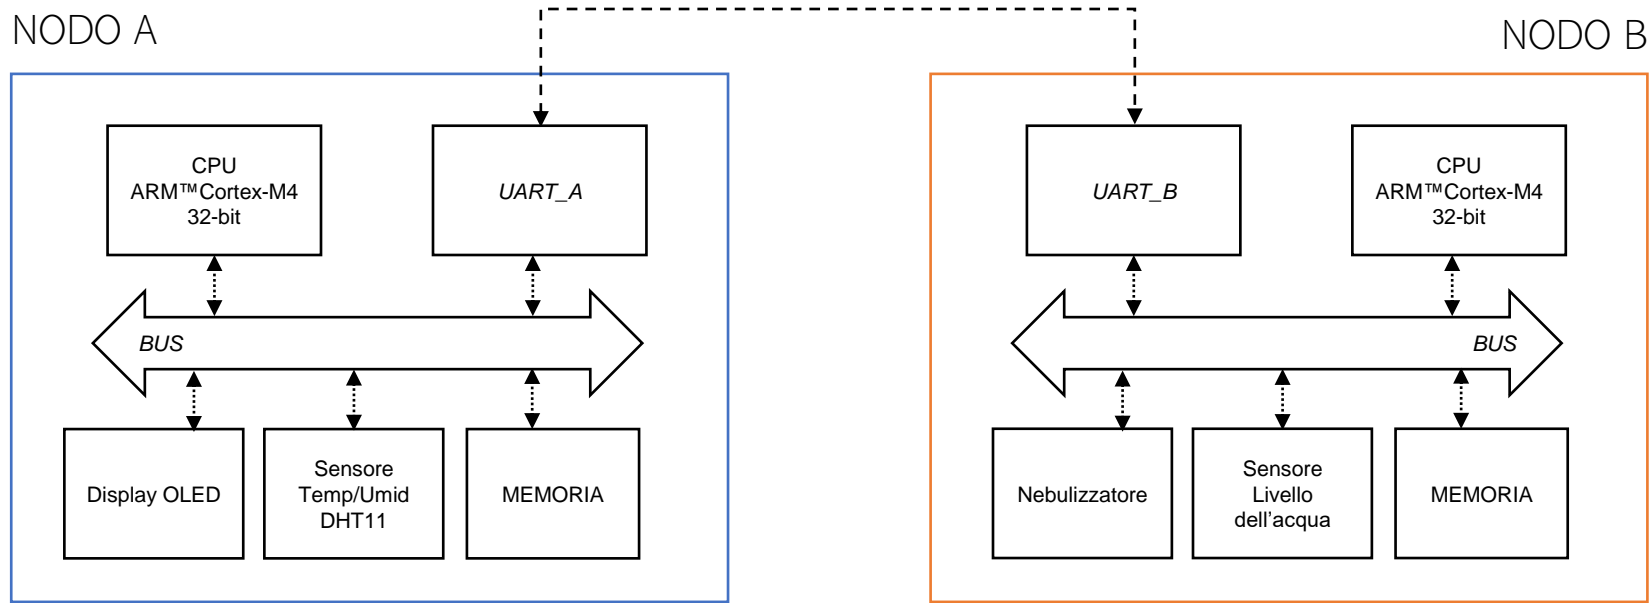 NODO A
NODO B
CPU
ARM™Cortex-M4
32-bit
UART_A
UART_B
CPU
ARM™Cortex-M4
32-bit
BUS
BUS
Display OLED
Sensore
Temp/Umid
DHT11
MEMORIA
Nebulizzatore
Sensore
Livello
dell’acqua
MEMORIA